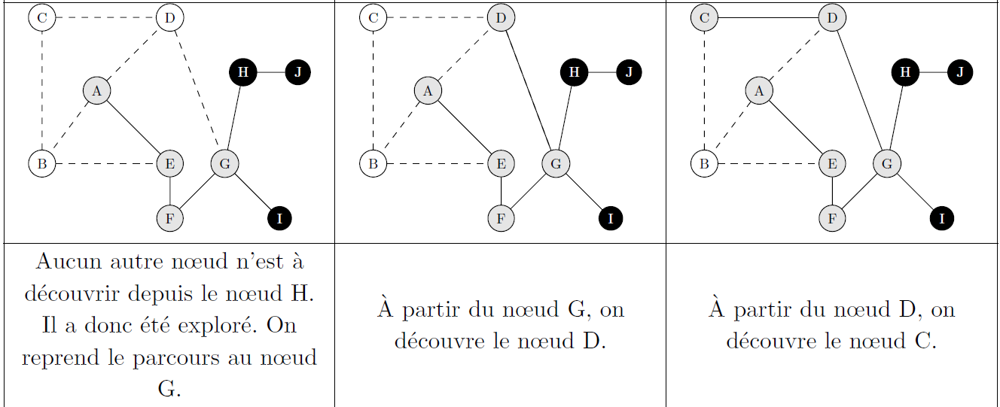 C D
H J
A
B E G
F I
C D
H J
A
B E G
F I
C D
H J
A
B E G
F I
Aucun autre nœud n'est à
découvrir depuis le nœud H.
Il a donc été exploré. On
reprend le parcours au nœud
G.
À partir du nœud G, on
découvre le nœud D.
À partir du nœud D, on
découvre le nœud C.